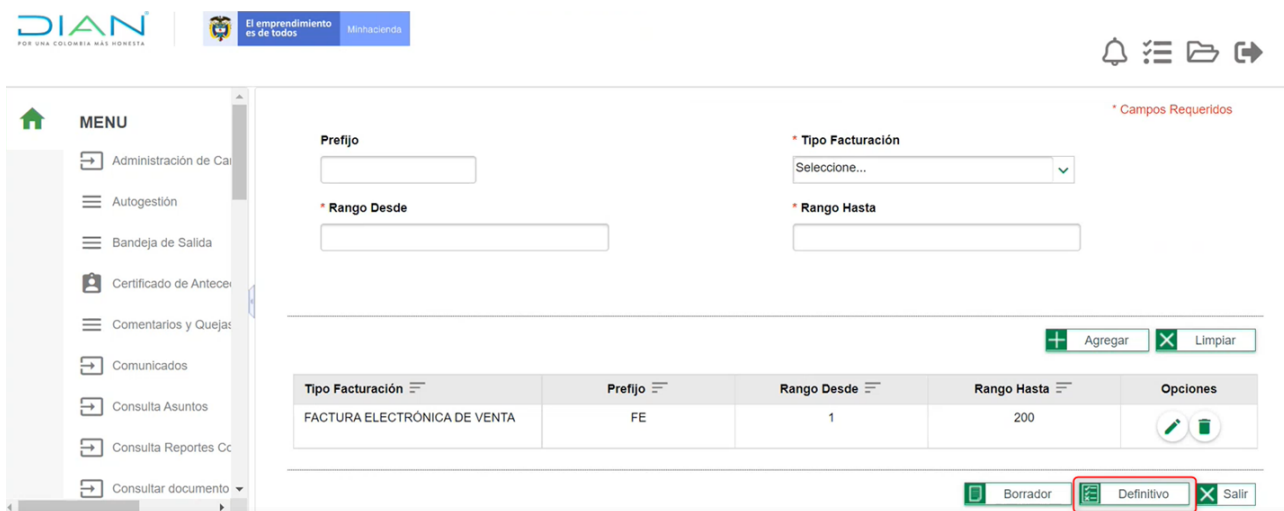 DIAN
POR UNA COLOMBIA MÁS HONESTA
El emprendimiento
es de todos
Minhacienda
* Campos Requeridos
MENU
Administración de Car
Autogestión
Bandeja de Salida
Certificado de Anteced
Comentarios y Quejas
Comunicados
Consulta Asuntos
Consulta Reportes Co
Consultar documento
Prefijo
* Tipo Facturación
Seleccione...
* Rango Desde
* Rango Hasta
Agregar
Limpiar
Tipo Facturación Prefijo Rango Desde Rango Hasta Opciones
FACTURA ELECTRÓNICA DE VENTA FE 1 200
Borrador
Definitivo
Salir